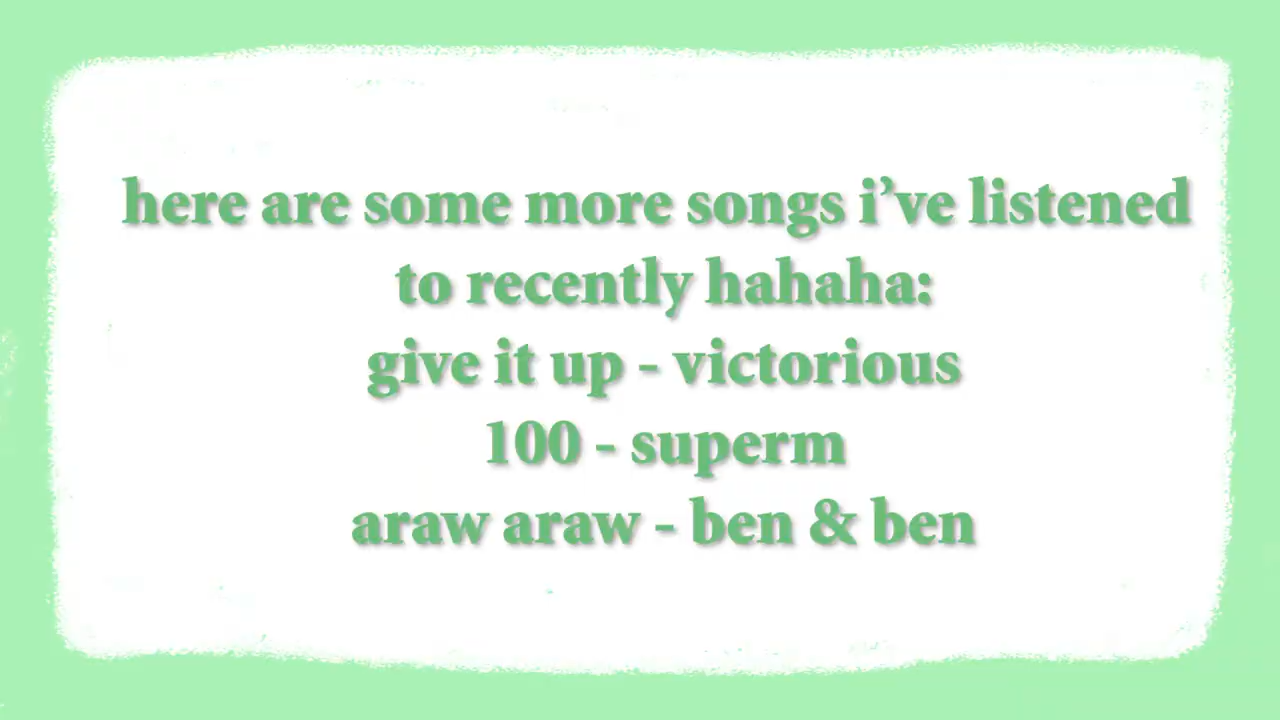 here are some more songs i’ve listened
to recently hahaha:
give it up - victorious
100 - superm
araw araw - ben & ben